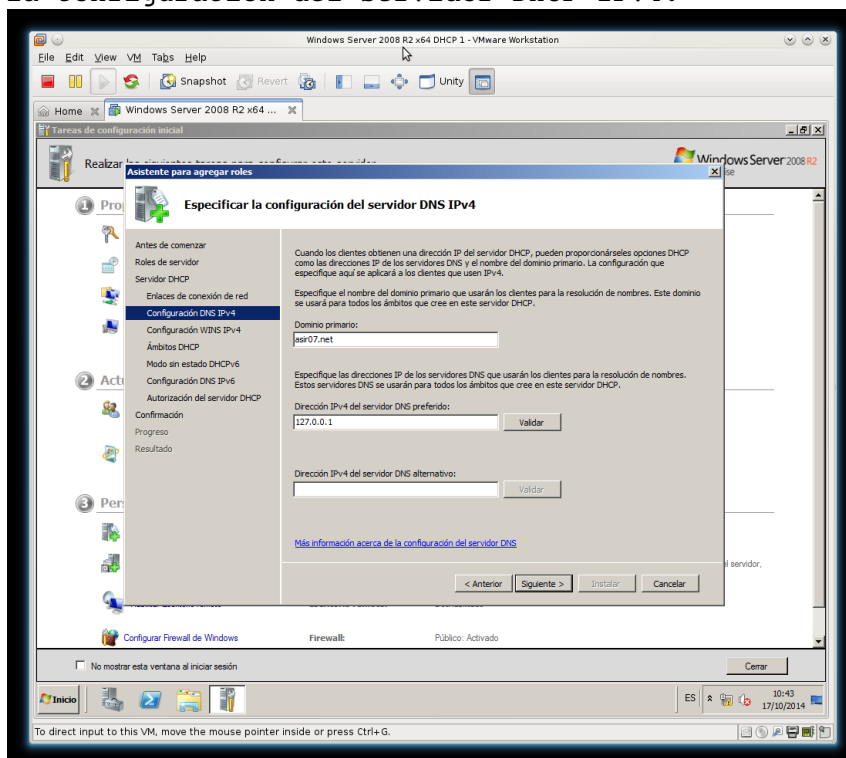 Windows Server 2008 R2 x64 DHCP 1 - VMware Workstation
File Edit View VM Tabs Help
Snapshot Revert Unity
Home Windows Server 2008 R2 x64 ...
Tareas de configuración inicial
Realizar
Windows Server 2008 R2
Asistente para agregar roles
Especificar la configuración del servidor DNS IPv4
Antes de comenzar
Roles de servidor
Servidor DHCP
Enlaces de conexión de red
Configuración DNS IPv4
Configuración WINS IPv4
Ámbitos DHCP
Modo sin estado DHCPv6
Configuración DNS IPv6
Autorización del servidor DHCP
Confirmación
Progreso
Resultado
Cuando los clientes obtienen una dirección IP del servidor DHCP, pueden proporcionárseles opciones DHCP
como las direcciones IP de los servidores DNS y el nombre del dominio primario. La configuración que
especifique aquí se aplicará a los clientes que usen IPv4.
Especifique el nombre del dominio primario que usarán los clientes para la resolución de nombres. Este dominio
se usará para todos los ámbitos que cree en este servidor DHCP.
Dominio primario:
asir07.net
Especifique las direcciones IP de los servidores DNS que usarán los clientes para la resolución de nombres.
Estos servidores DNS se usarán para todos los ámbitos que cree en este servidor DHCP.
Dirección IPv4 del servidor DNS preferido:
127.0.0.1 Validar
Dirección IPv4 del servidor DNS alternativo:
Validar
Más información acerca de la configuración del servidor DNS
< Anterior Siguiente > Instalar Cancelar
1 Pro
2 Act
3 Per
el servidor,
Configurar Firewall de Windows Firewall: Público: Activado
No mostrar esta ventana al iniciar sesión Cerrar
Inicio ES 10:43
17/10/2014
To direct input to this VM, move the mouse pointer inside or press Ctrl+G.